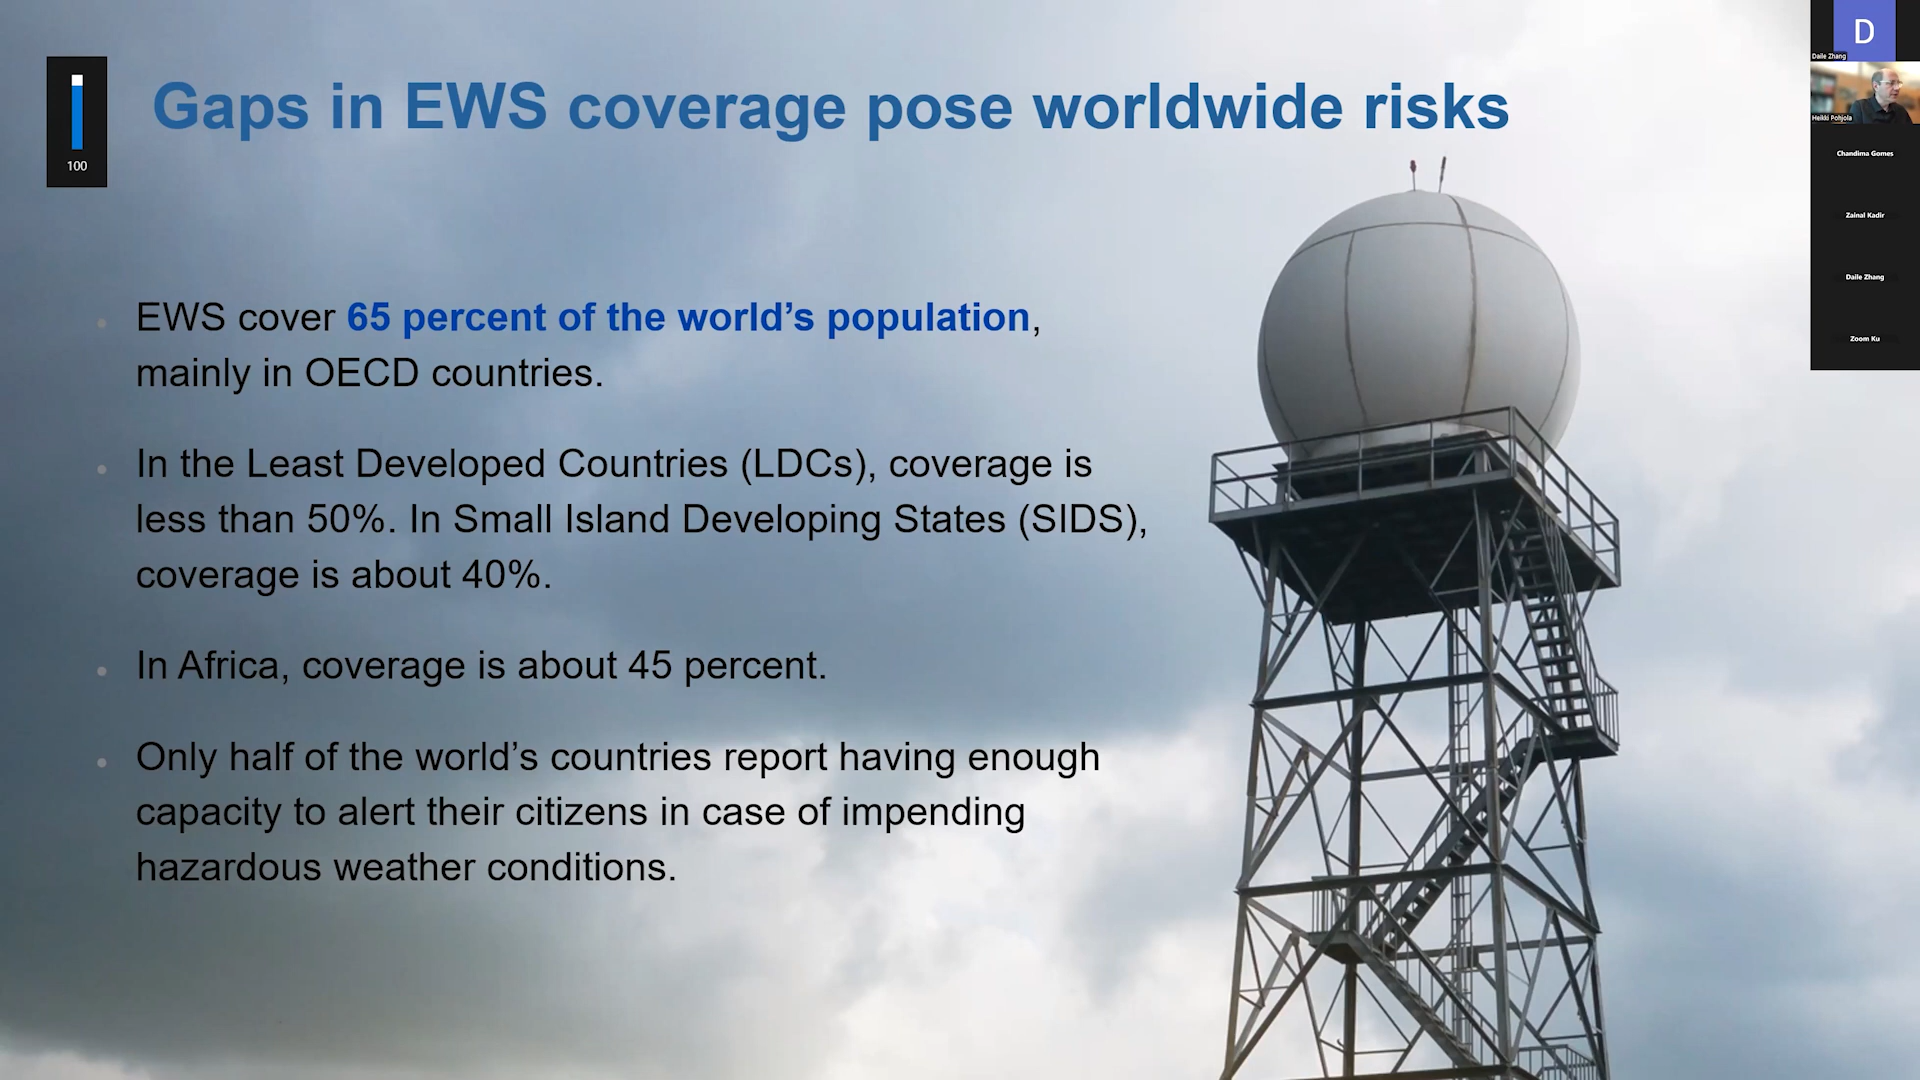 Gaps in EWS coverage pose worldwide risks
100
EWS cover 65 percent of the world’s population,
mainly in OECD countries.
In the Least Developed Countries (LDCs), coverage is
less than 50%. In Small Island Developing States (SIDS),
coverage is about 40%.
In Africa, coverage is about 45 percent.
Only half of the world’s countries report having enough
capacity to alert their citizens in case of impending
hazardous weather conditions.
D
Daile Zhang
Heikki Pohjola
Chandima Gomes
Zainal Kadir
Daile Zhang
Zoom Ku